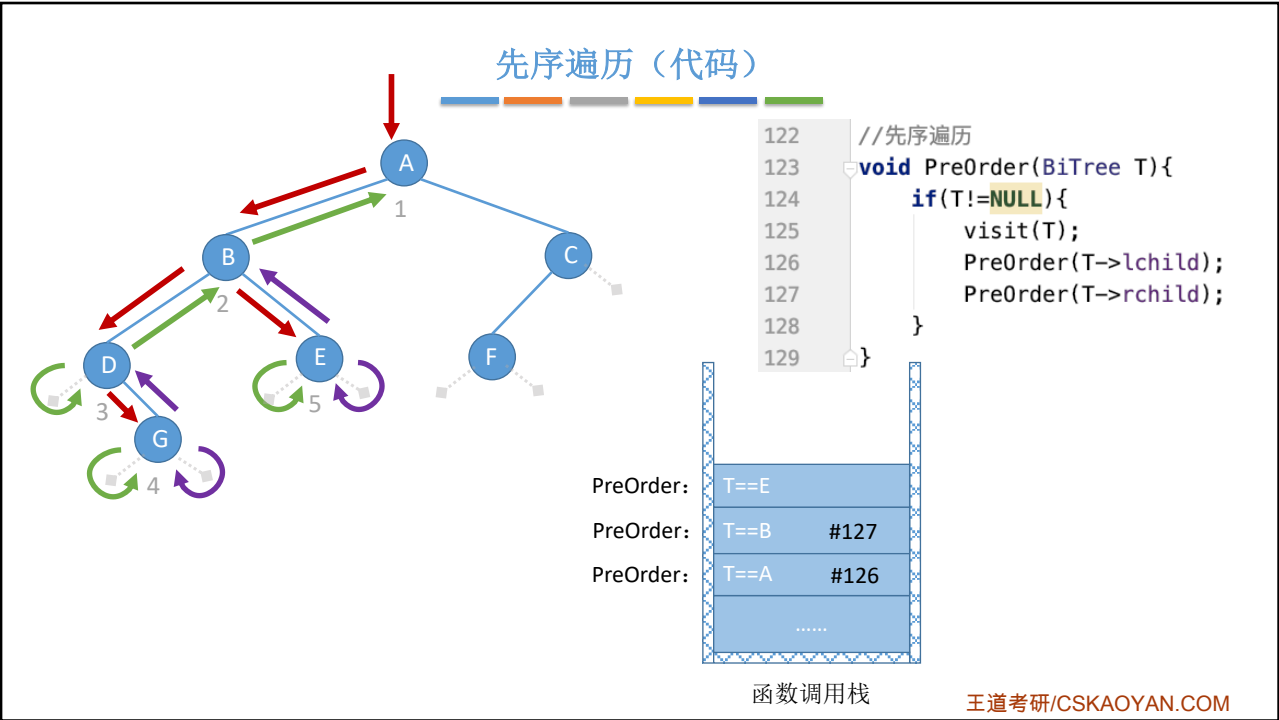 先序遍历（代码）
A
1
B
C
2
D
E
F
3
5
G
4
122 //先序遍历
123 void PreOrder(BiTree T){
124 if(T!=NULL){
125 visit(T);
126 PreOrder(T->lchild);
127 PreOrder(T->rchild);
128 }
129 }
PreOrder： T==E
PreOrder： T==B #127
PreOrder： T==A #126
……
函数调用栈
王道考研/CSKAOYAN.COM